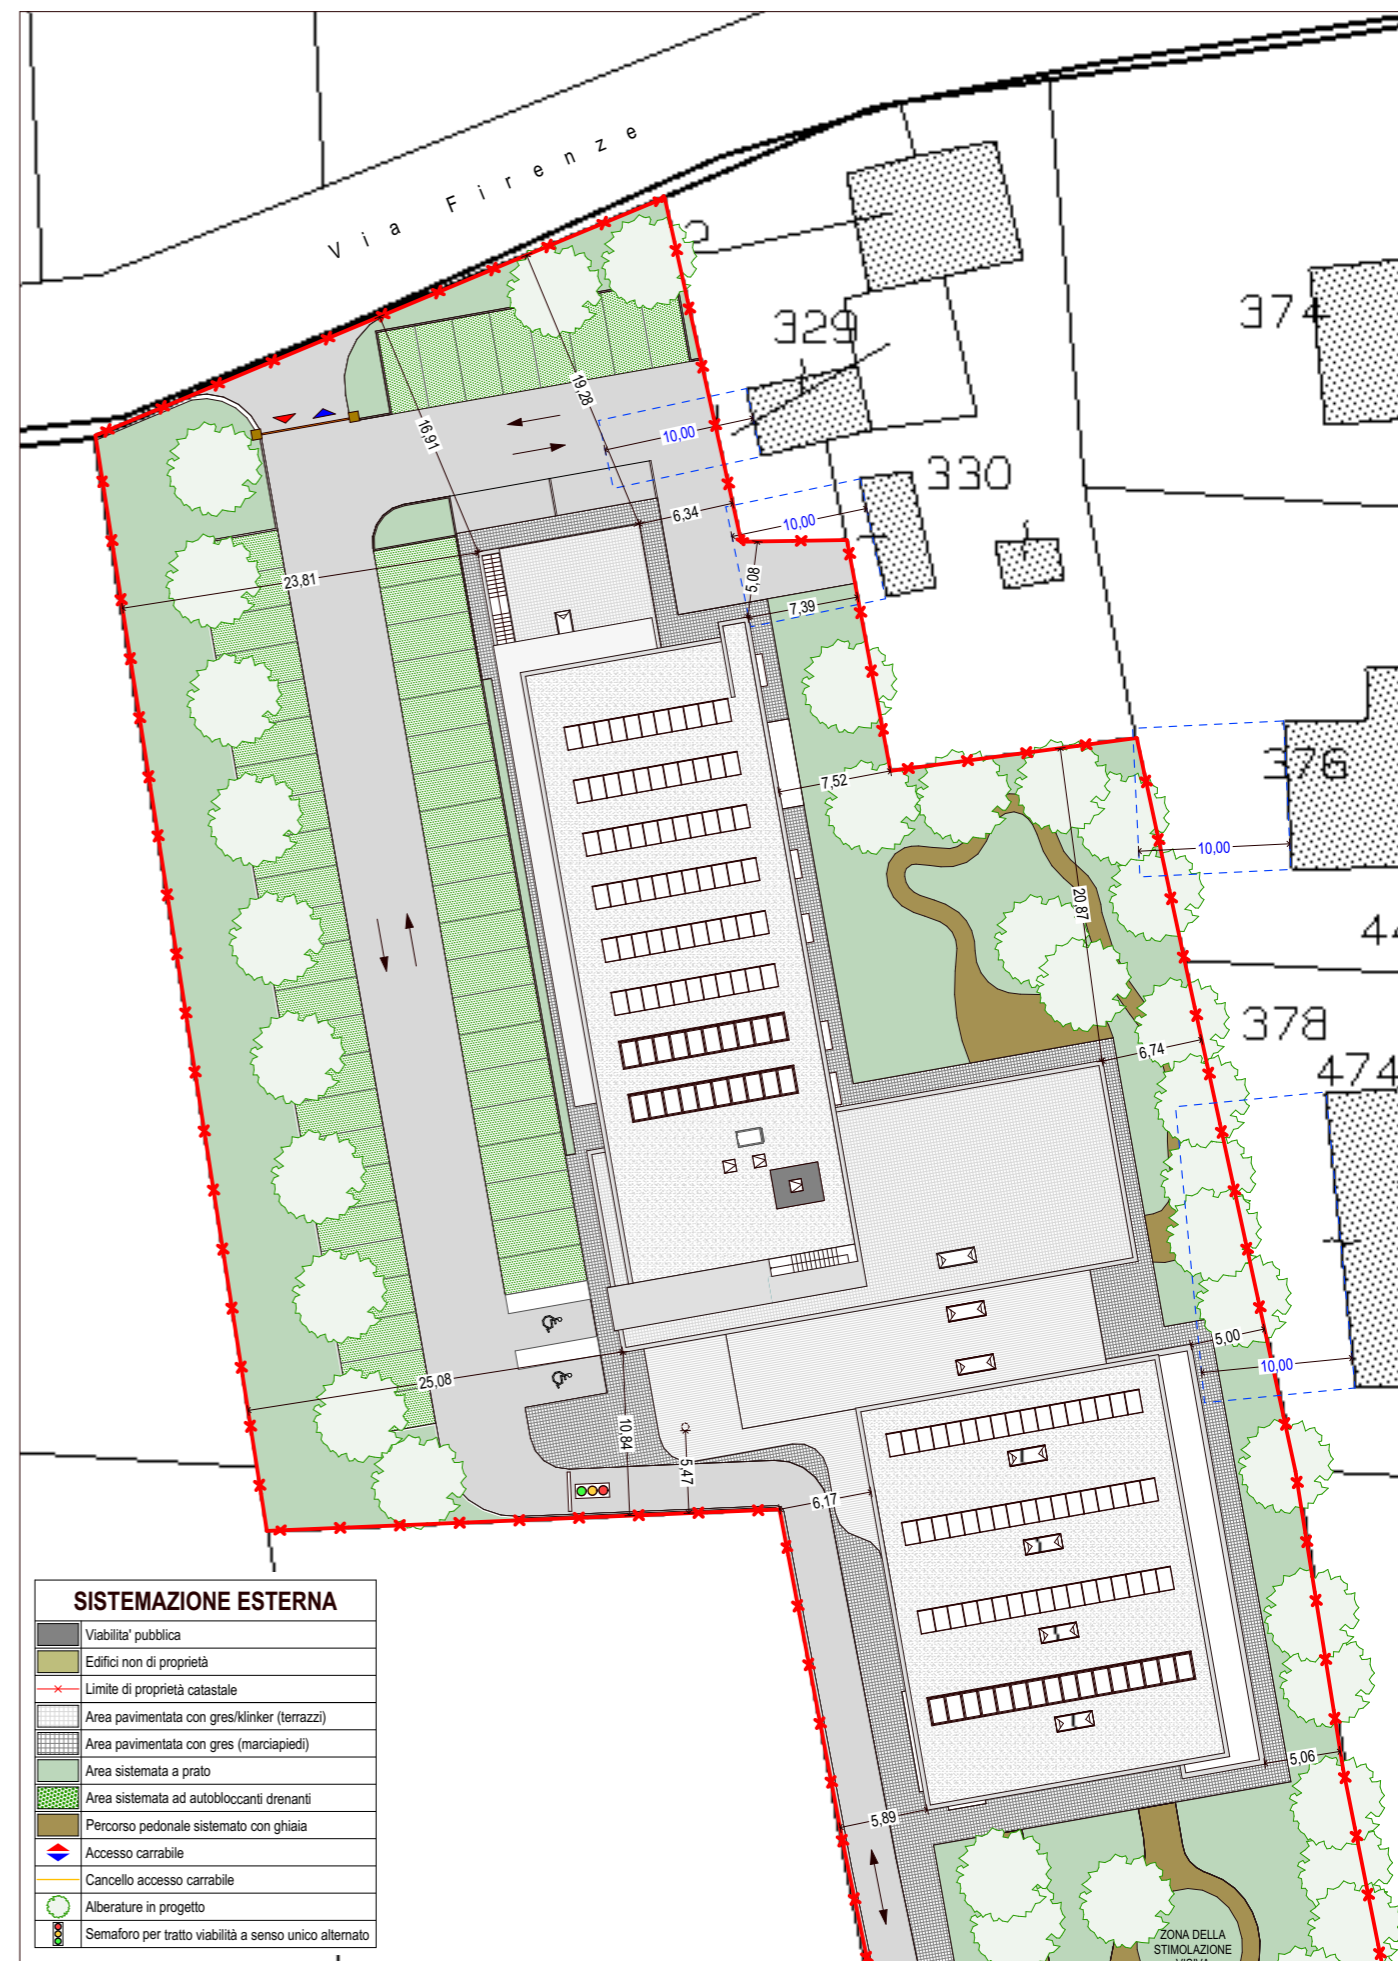 Via Firenze
2
329
374
16,91
19,28
10,00
330
6,34
10,00
23,81
5,08
7,39
376
7,52
10,00
20,87
44
378
6,74
474
5,00
10,00
25,08
10,84
5,47
6,17
5,06
5,89
ZONA DELLA
STIMOLAZIONE
VISIVA
SISTEMAZIONE ESTERNA
Viabilita' pubblica
Edifici non di proprietà
Limite di proprietà catastale
Area pavimentata con gres/klinker (terrazzi)
Area pavimentata con gres (marciapiedi)
Area sistemata a prato
Area sistemata ad autobloccanti drenanti
Percorso pedonale sistemato con ghiaia
Accesso carrabile
Cancello accesso carrabile
Alberature in progetto
Semaforo per tratto viabilità a senso unico alternato